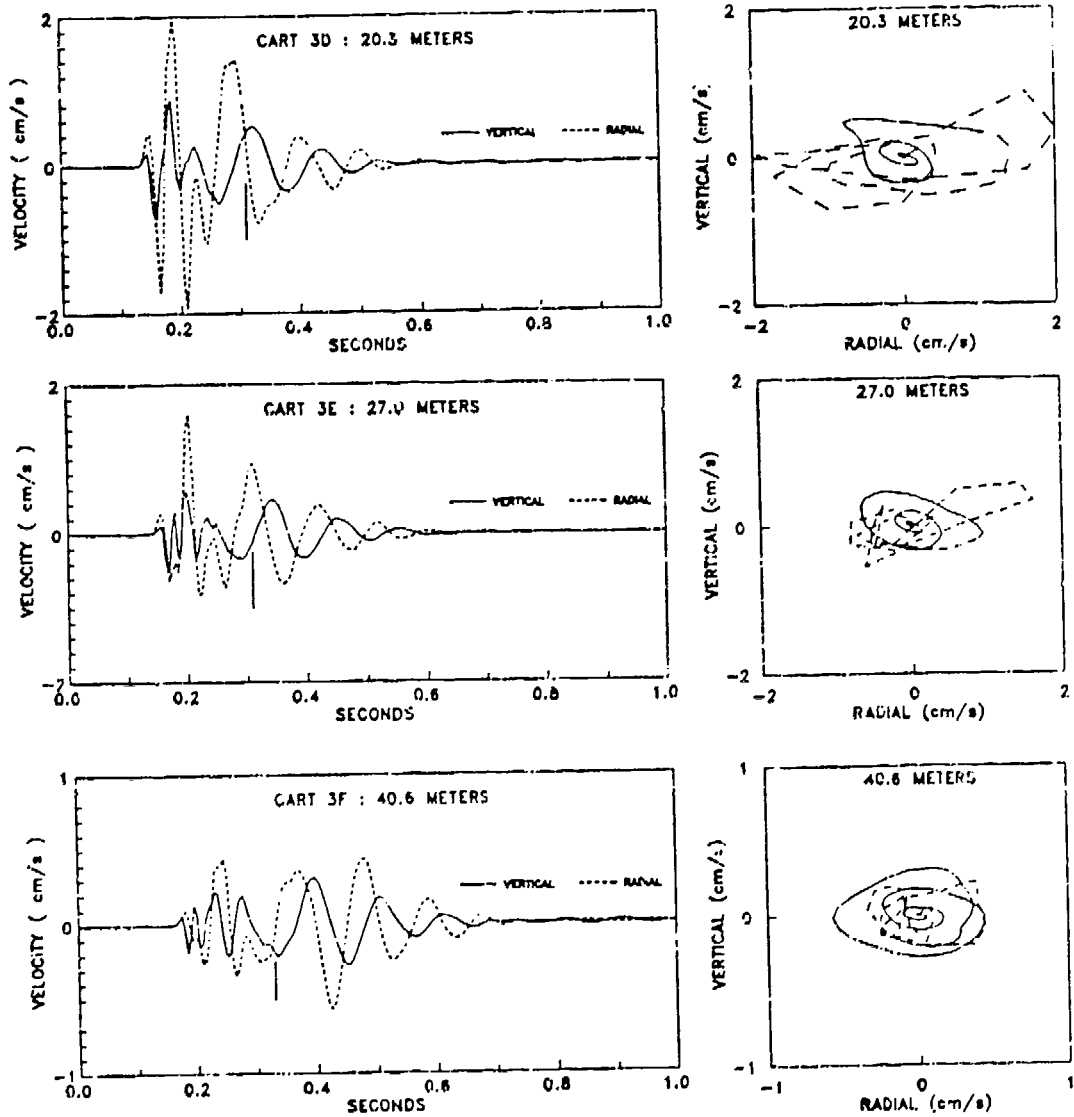 2
0
-2
VELOCITY ( cm/s )
CART 3D : 20.3 METERS
VERTICAL
RADIAL
0.0
0.2
0.4
0.6
0.8
1.0
SECONDS
2
0
-2
VERTICAL (cm/s)
20.3 METERS
-2
0
2
RADIAL (cm/s)
2
0
-2
VELOCITY ( cm/s )
CART 3E : 27.0 METERS
VERTICAL
RADIAL
0.0
0.2
0.4
0.6
0.8
1.0
SECONDS
2
0
-2
VERTICAL (cm/s)
27.0 METERS
-2
0
2
RADIAL (cm/s)
1
0
-1
VELOCITY ( cm/s )
CART 3F : 40.6 METERS
VERTICAL
RADIAL
0.0
0.2
0.4
0.6
0.8
1.0
SECONDS
1
0
-1
VERTICAL (cm/s)
40.6 METERS
-1
0
1
RADIAL (cm/s)